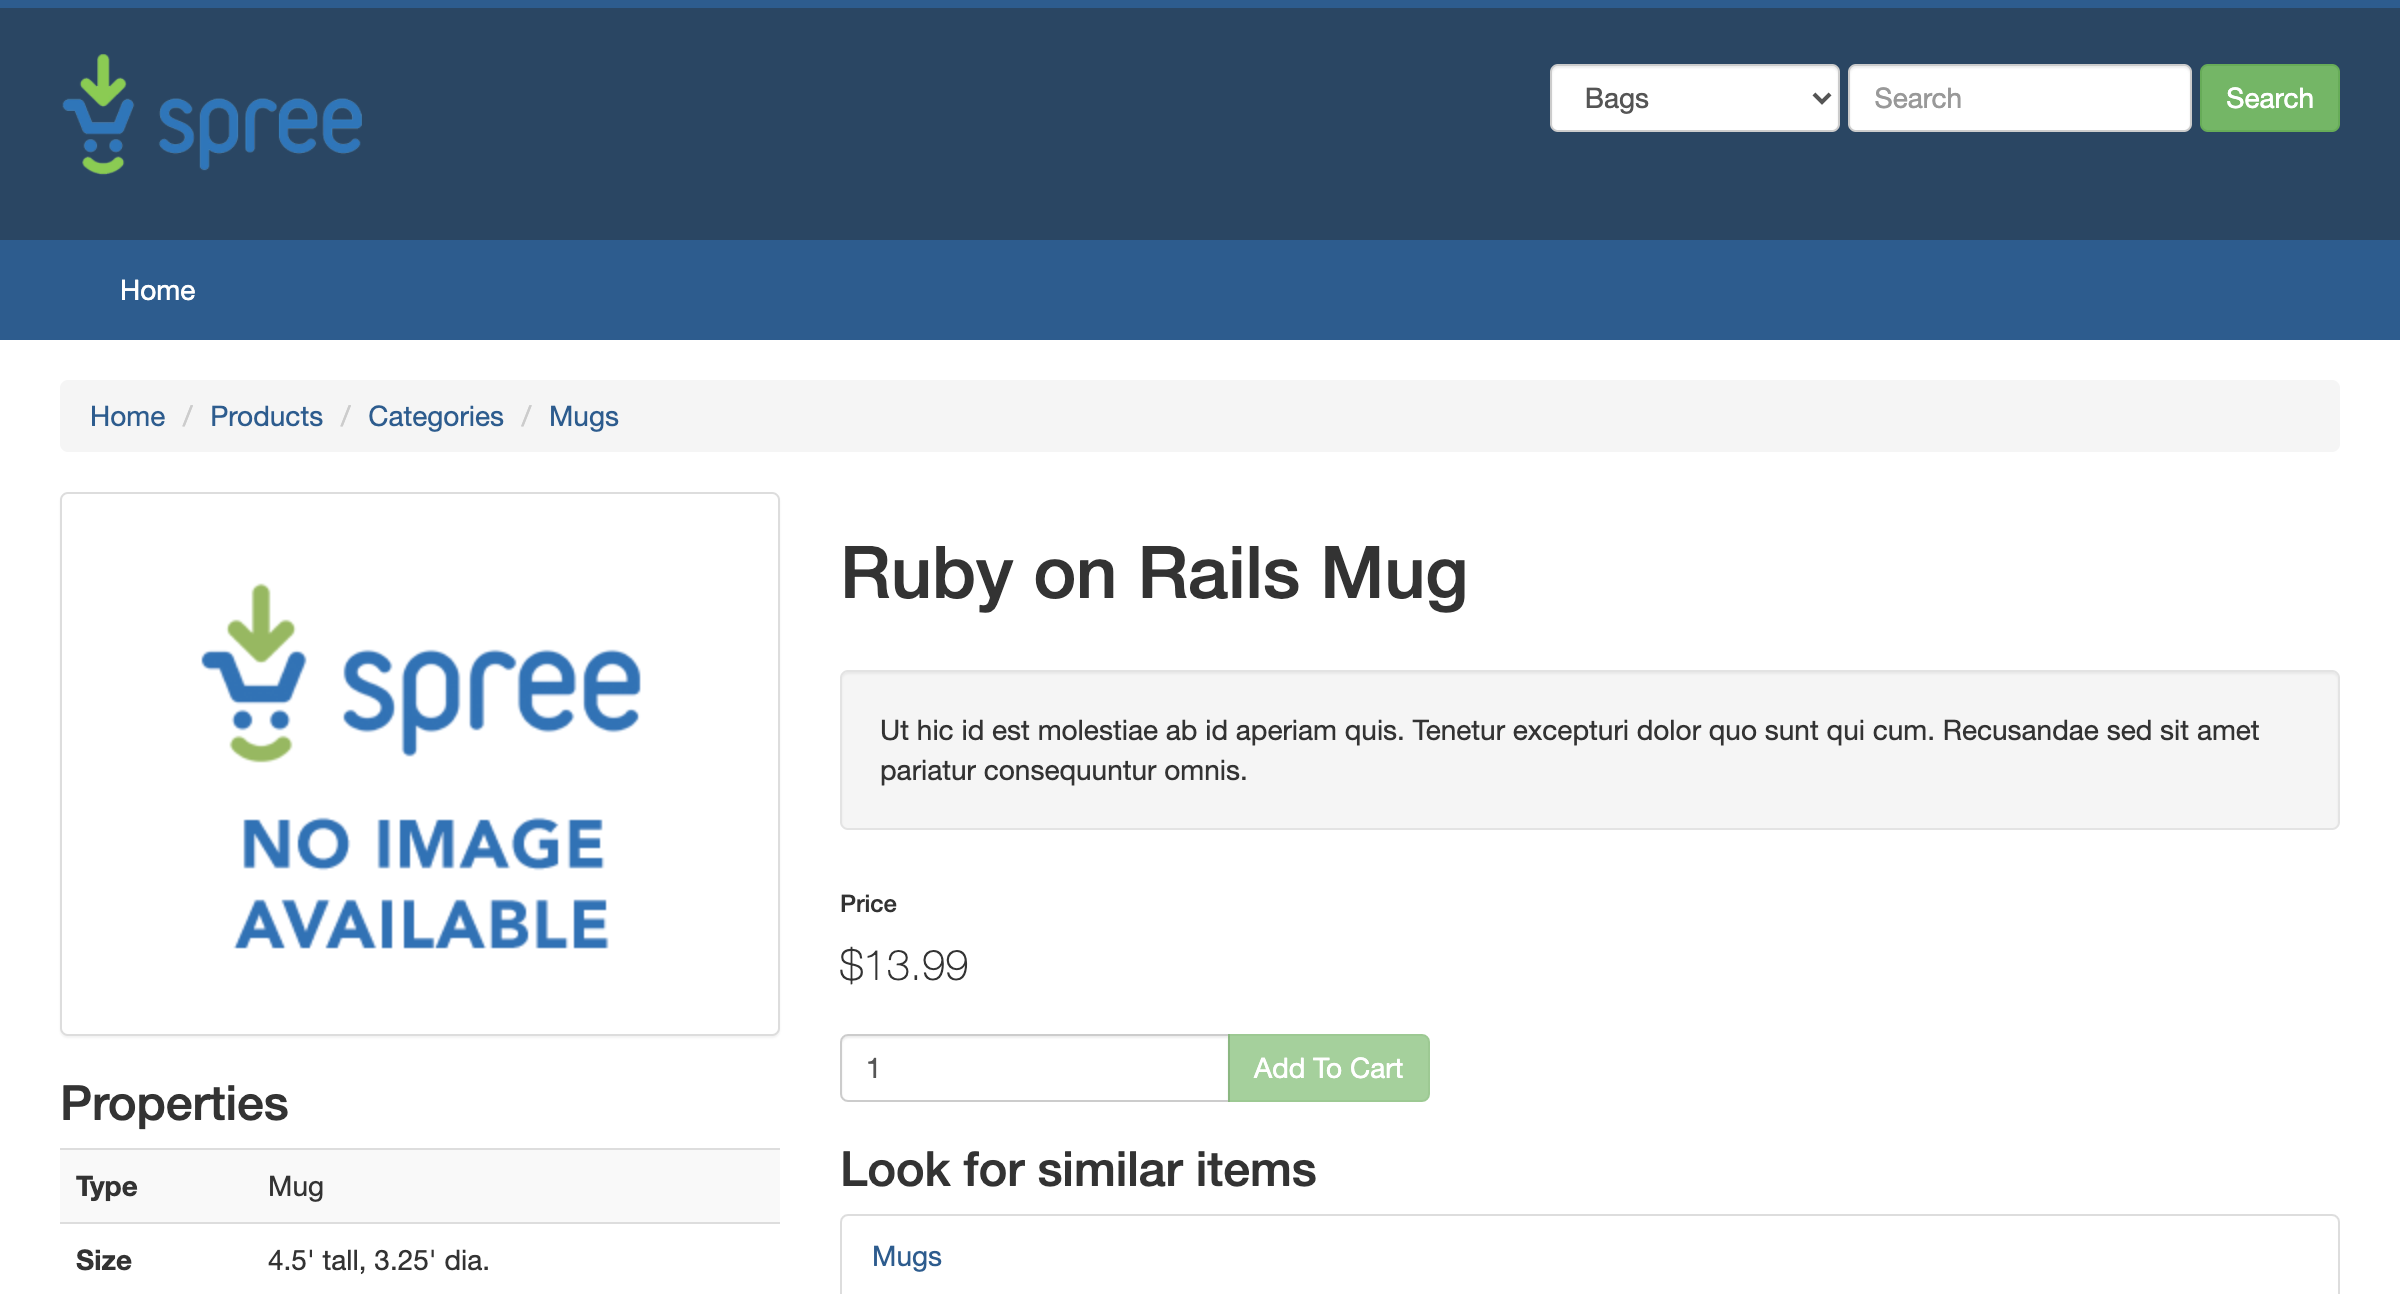 spree
Bags
Search
Search
Home
Home / Products / Categories / Mugs
spree
NO IMAGE
AVAILABLE
Ruby on Rails Mug
Ut hic id est molestiae ab id aperiam quis. Tenetur excepturi dolor quo sunt qui cum. Recusandae sed sit amet
pariatur consequuntur omnis.
Price
$13.99
1
Add To Cart
Properties
Type Mug
Size 4.5' tall, 3.25' dia.
Look for similar items
Mugs